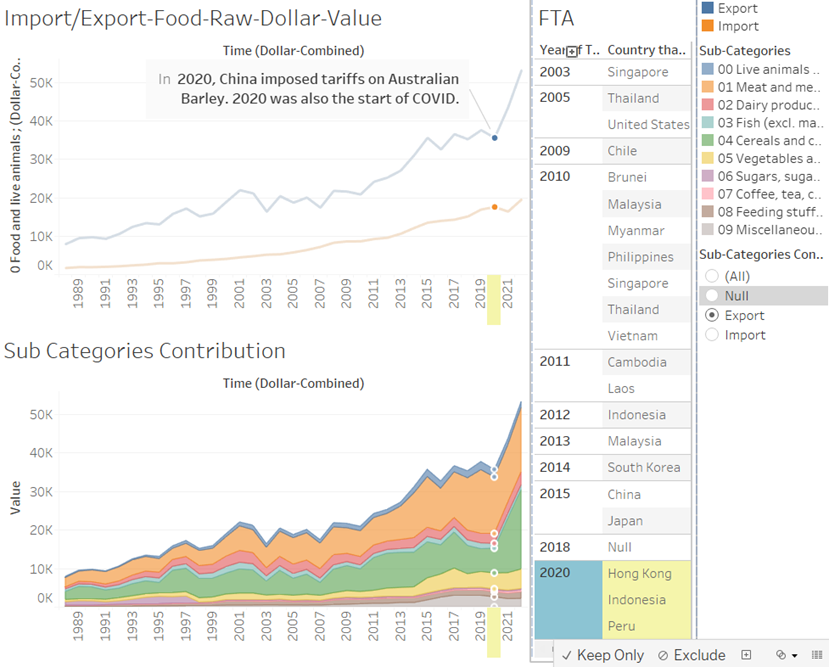 Import/Export-Food-Raw-Dollar-Value
Time (Dollar-Combined)
0 Food and live animals; (Dollar-Co..
50K
40K
30K
20K
10K
0K
In 2020, China imposed tariffs on Australian
Barley. 2020 was also the start of COVID.
1989
1991
1993
1995
1997
1999
2001
2003
2005
2007
2009
2011
2013
2015
2017
2019
2021
Sub Categories Contribution
Time (Dollar-Combined)
Value
50K
40K
30K
20K
10K
0K
1989
1991
1993
1995
1997
1999
2001
2003
2005
2007
2009
2011
2013
2015
2017
2019
2021
FTA
Year of T.. Country tha..
2003 Singapore
2005 Thailand
United States
2009 Chile
2010 Brunei
Malaysia
Myanmar
Philippines
Singapore
Thailand
Vietnam
2011 Cambodia
Laos
2012 Indonesia
2013 Malaysia
2014 South Korea
2015 China
Japan
2018 Null
2020 Hong Kong
Indonesia
Peru
Export
Import
Sub-Categories
00 Live animals ..
01 Meat and me..
02 Dairy produc..
03 Fish (excl. ma..
04 Cereals and c..
05 Vegetables a..
06 Sugars, suga..
07 Coffee, tea, c..
08 Feeding stuff..
09 Miscellaneou..
Sub-Categories Con..
(All)
Null
Export
Import
Keep Only Exclude